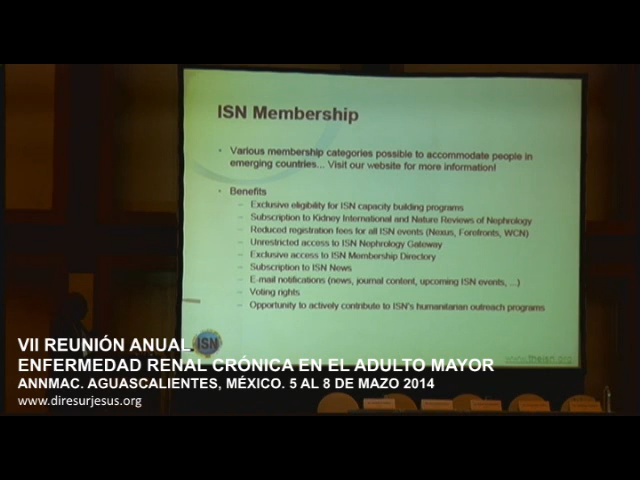 ISN Membership
• Various membership categories possible to accommodate people in
emerging countries... Visit our website for more information!
• Benefits
– Exclusive eligibility for ISN capacity building programs
– Subscription to Kidney International and Nature Reviews of Nephrology
– Reduced registration fees for all ISN events (Nexus, Forefronts, WCN)
– Unrestricted access to ISN Nephrology Gateway
– Exclusive access to ISN Membership Directory
– Subscription to ISN News
– E-mail notifications (news, journal content, upcoming ISN events, ...)
– Voting rights
– Opportunity to actively contribute to ISN's humanitarian outreach programs
ISN
www.theisn.org
VII REUNIÓN ANUAL.
ENFERMEDAD RENAL CRÓNICA EN EL ADULTO MAYOR
ANNMAC. AGUASCALIENTES, MÉXICO. 5 AL 8 DE MAZO 2014
www.diresurjesus.org